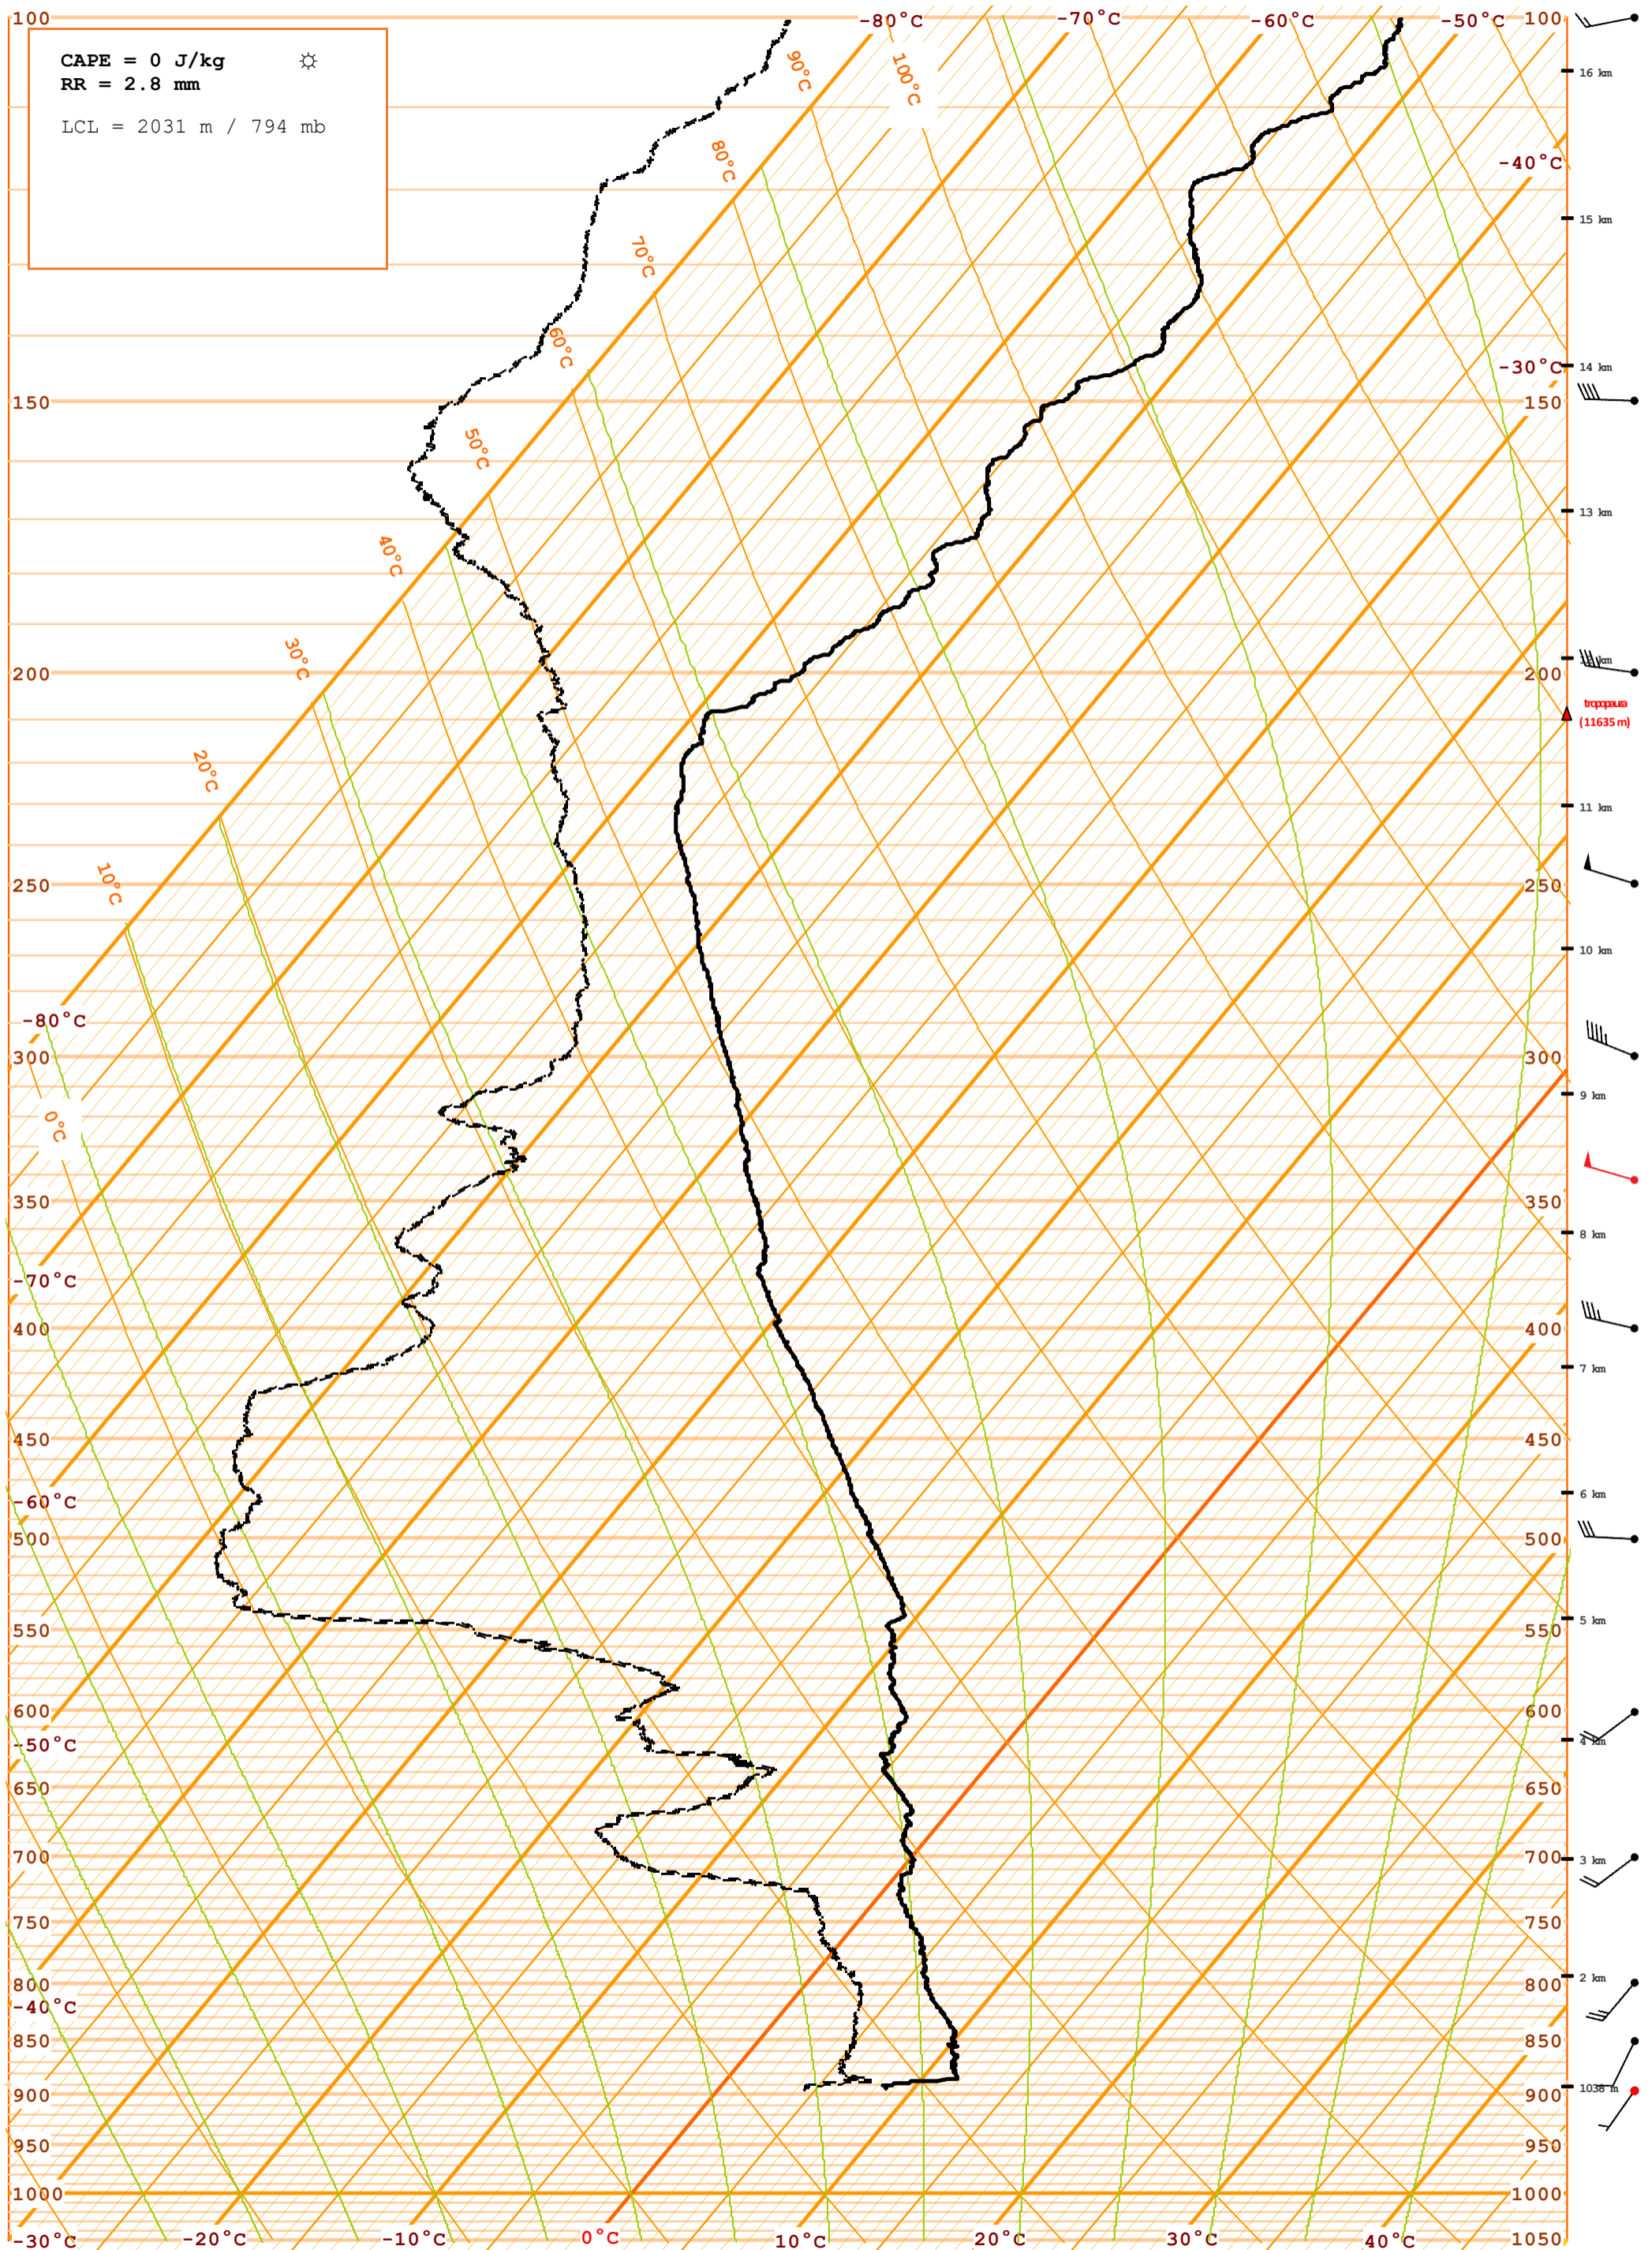 100 -80°C -70°C -60°C -50°C 100
CAPE = 0 J/kg ☼
RR = 2.8 mm
LCL = 2031 m / 794 mb
90°C 100°C
16 km
80°C -40°C
15 km
70°C
60°C -30°C 14 km
150 150
50°C
13 km
40°C
30°C
200 200 km
tropopauza
(11635 m)
20°C
11 km
10°C
250 250
10 km
-80°C
300 300
9 km
0°C
350 350
8 km
-70°C
400 400
7 km
450 450
-60°C 6 km
500 500
550 550 5 km
600 600
-50°C 4 km
650 650
700 700 3 km
750 750
800 800 2 km
-40°C
850 850
900 900 1038 m
950 950
1000 1000
-30°C -20°C -10°C 0°C 10°C 20°C 30°C 40°C 1050